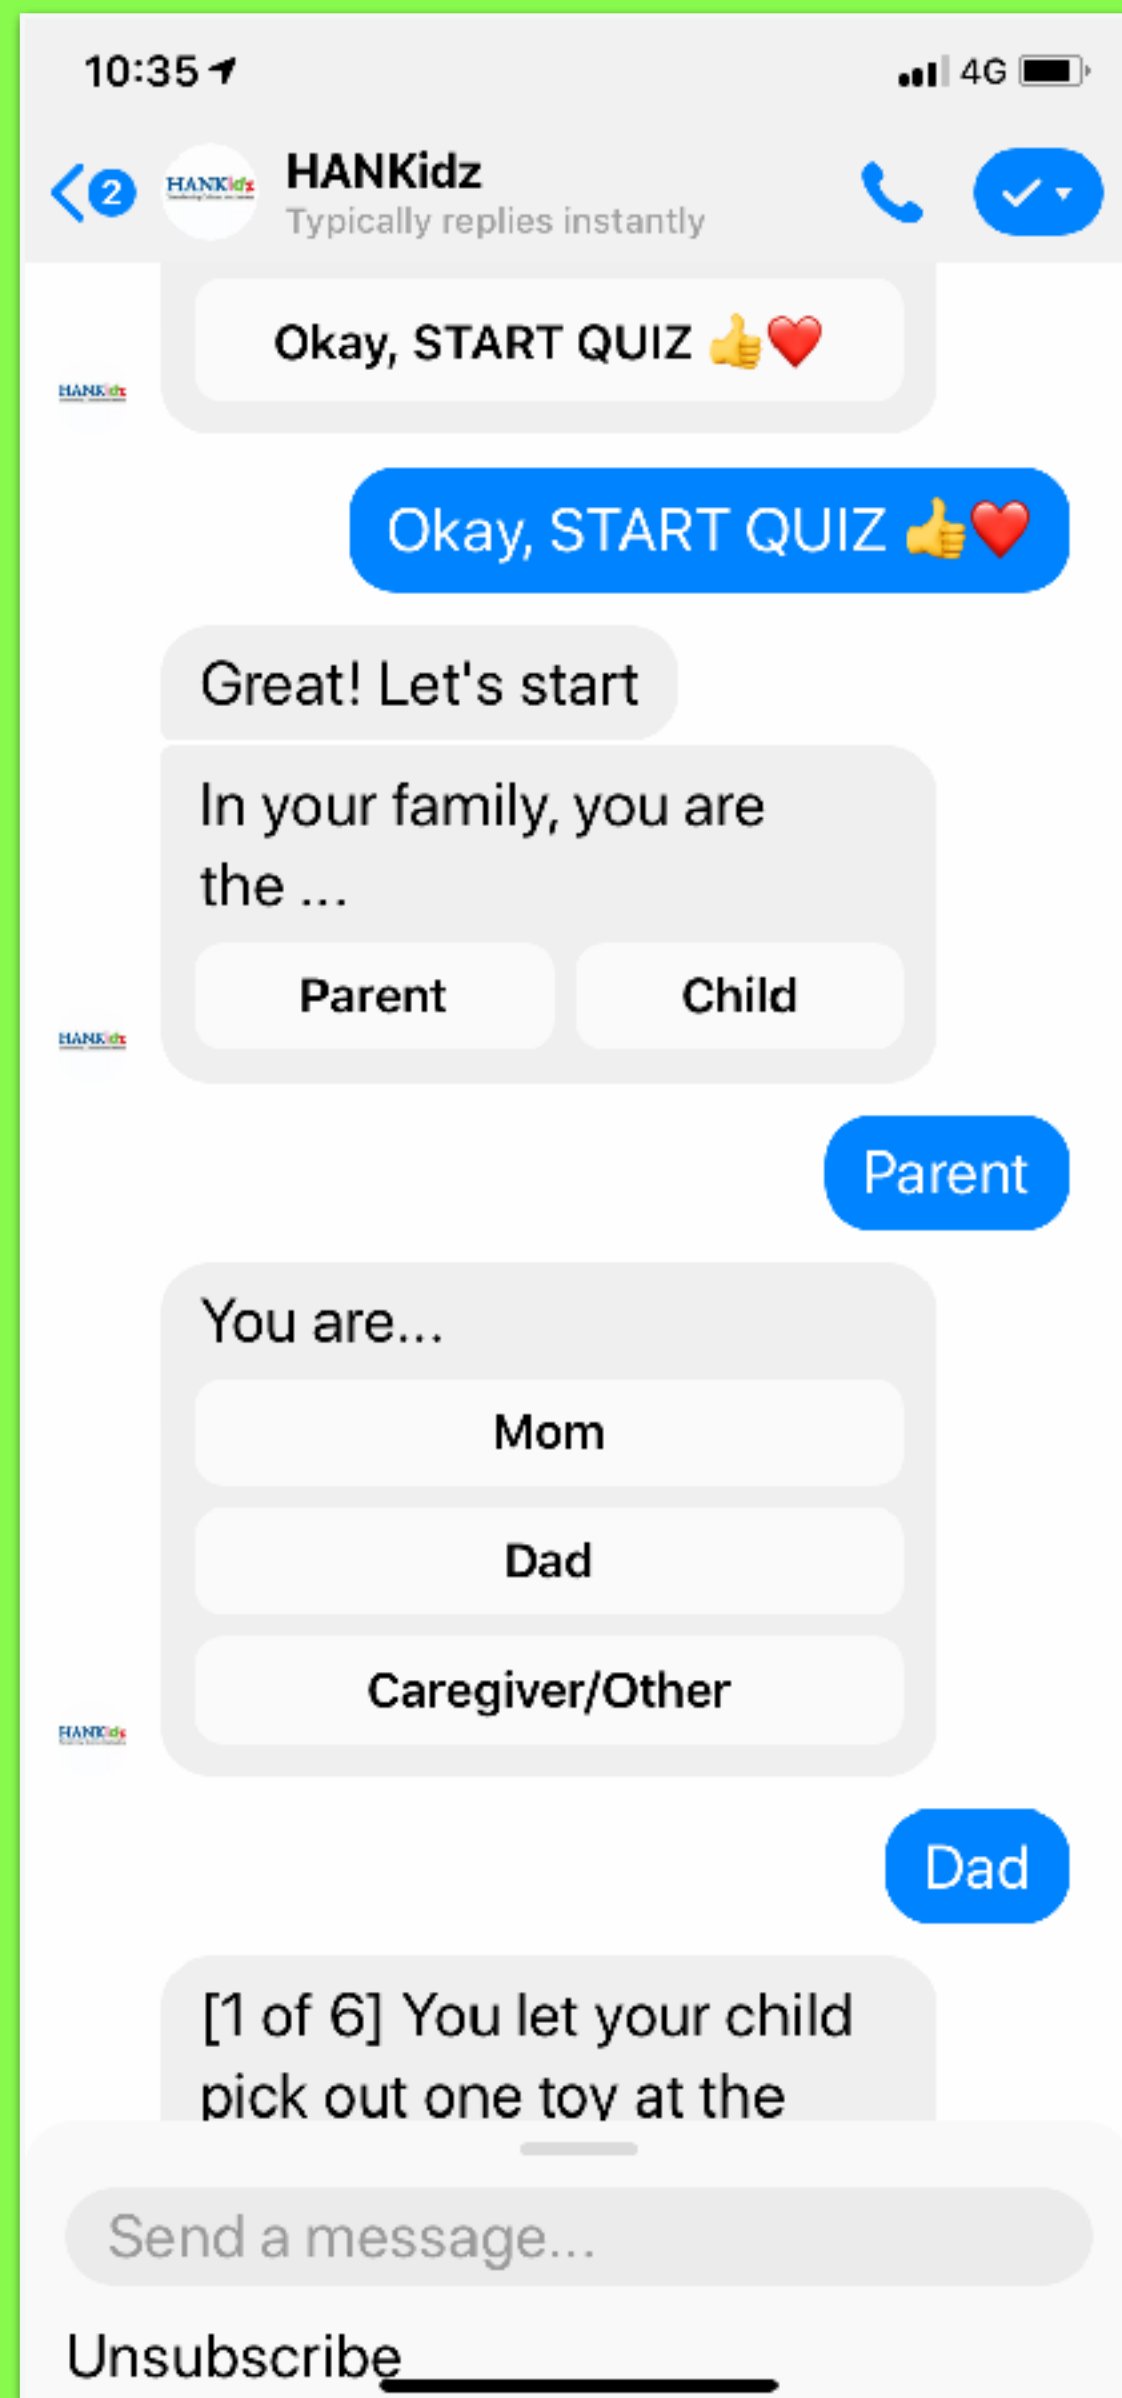 10:35
4G
2
HANKidz
HANKidz
Typically replies instantly
Okay, START QUIZ 👍❤️
HANKidz
Okay, START QUIZ 👍❤️
Great! Let's start
In your family, you are
the ...
Parent Child
HANKidz
Parent
You are...
Mom
Dad
Caregiver/Other
HANKidz
Dad
[1 of 6] You let your child
pick out one toy at the
Send a message...
Unsubscribe